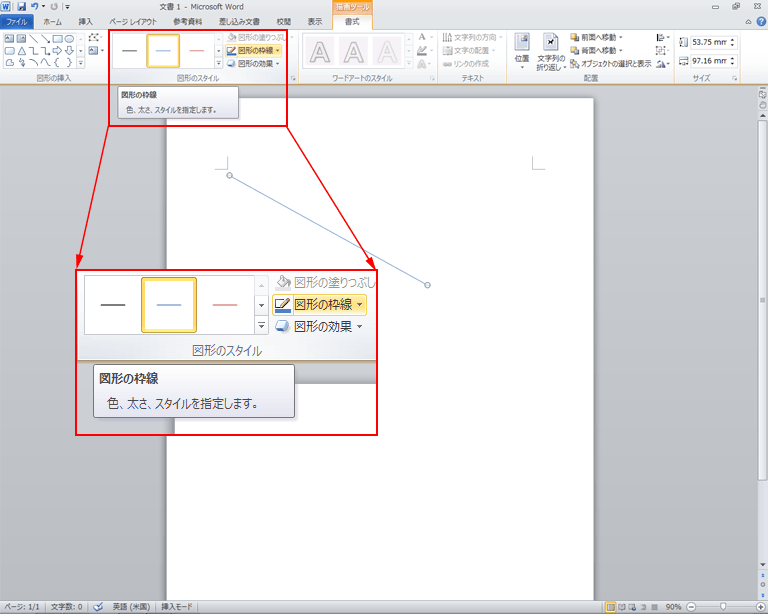 文書 1 - Microsoft Word
描画ツール
ファイル ホーム 挿入 ページ レイアウト 参考資料 差し込み文書 校閲 表示 書式
図形の塗りつぶし
図形の枠線
図形の効果
図形の挿入
図形のスタイル
A A A
ワードアートのスタイル
文字列の方向
文字の配置
リンクの作成
テキスト
位置
文字列の
折り返し
前面へ移動
背面へ移動
オブジェクトの選択と表示
配置
53.75 mm
97.16 mm
サイズ
図形の枠線
色、太さ、スタイルを指定します。
図形の塗りつぶし
図形の枠線
図形の効果
図形のスタイル
図形の枠線
色、太さ、スタイルを指定します。
ページ: 1/1 文字数: 0 英語 (米国) 挿入モード 90%